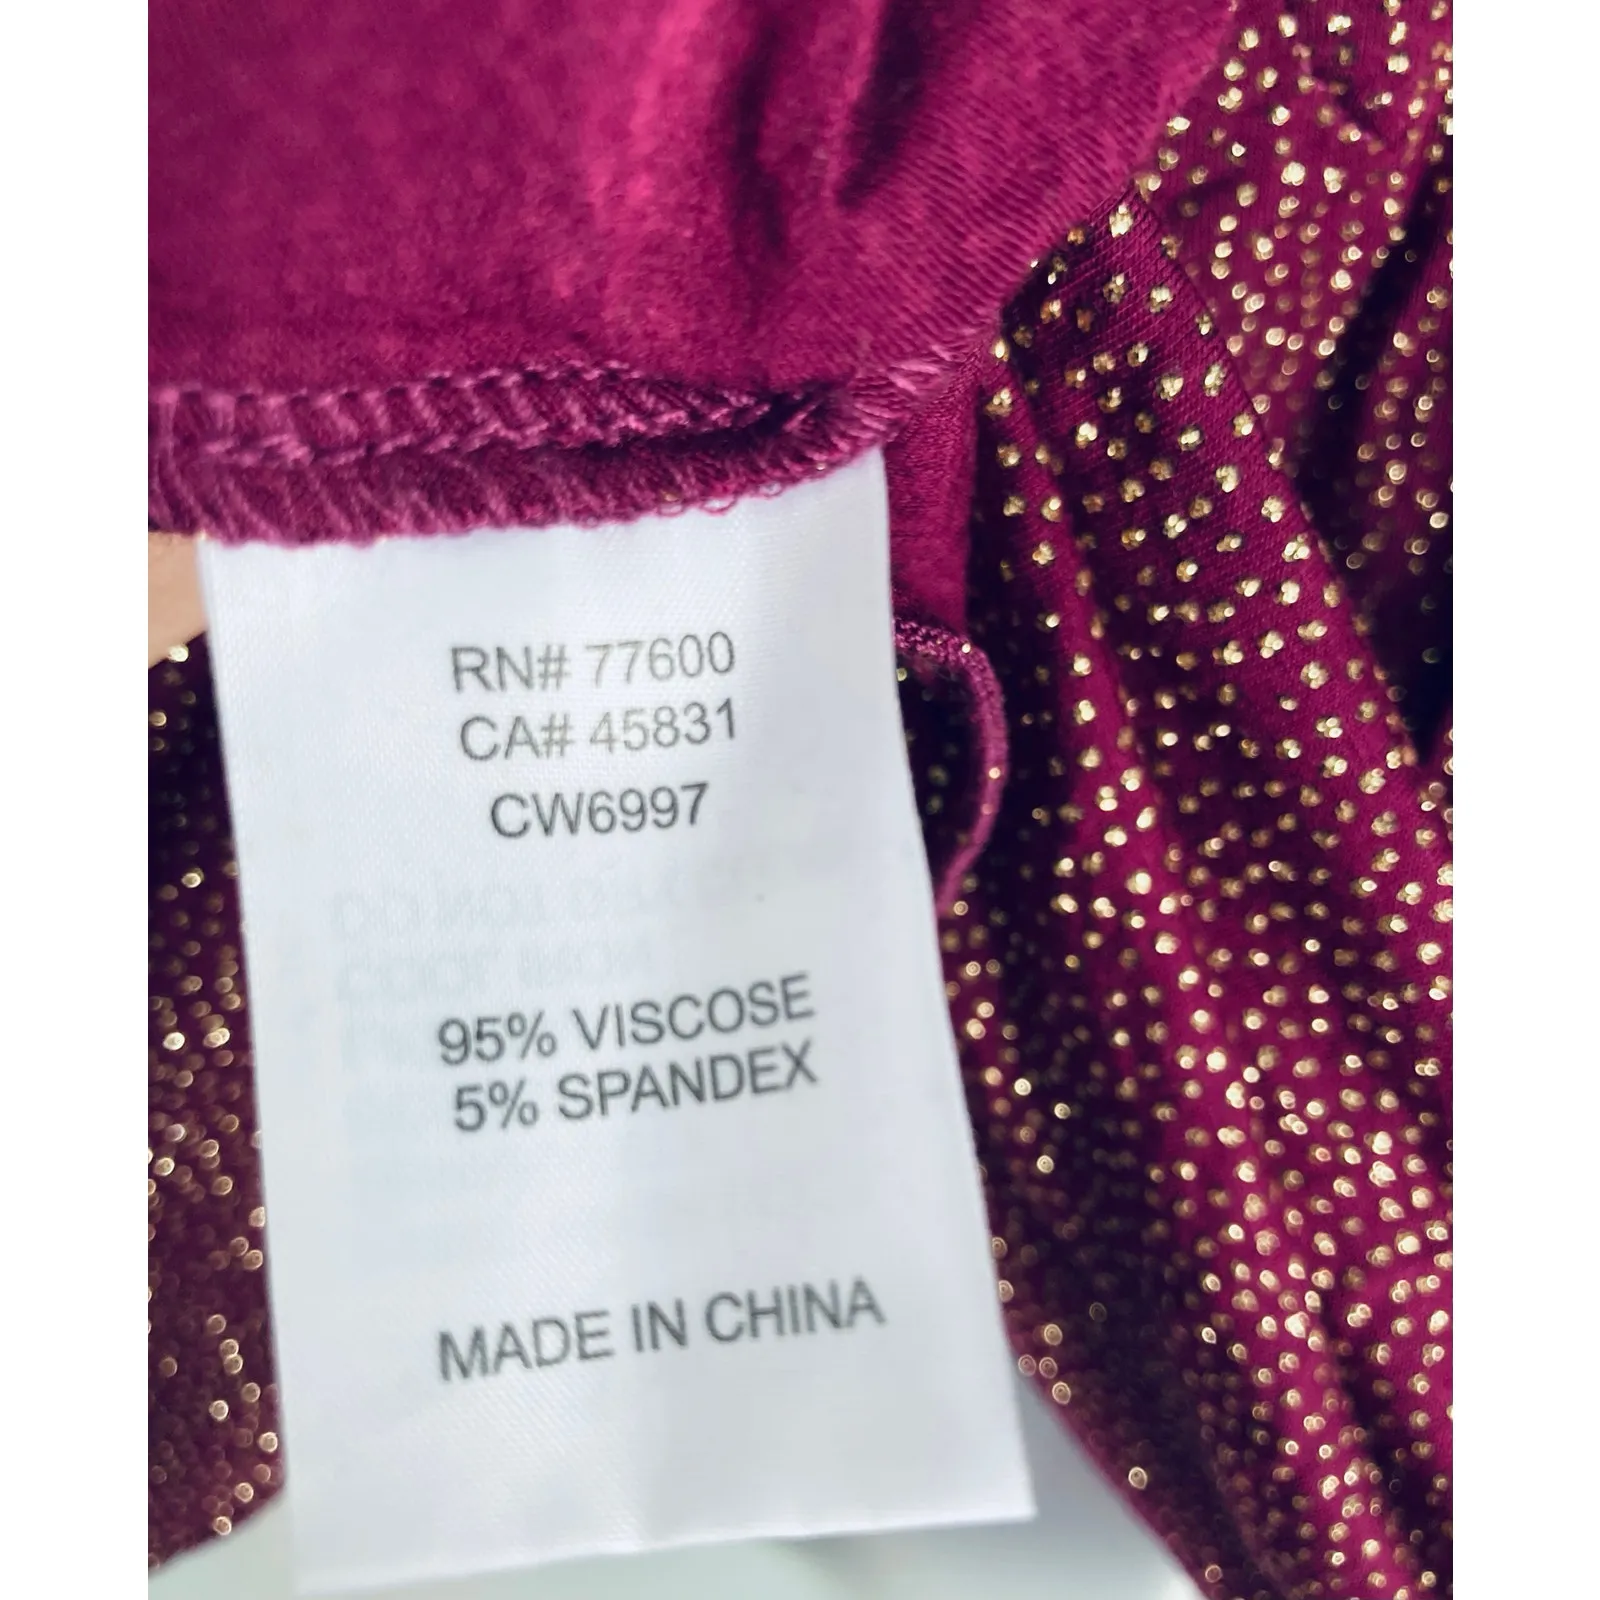 RN# 77600
CA# 45831
CW6997
95% VISCOSE
5% SPANDEX
MADE IN CHINA